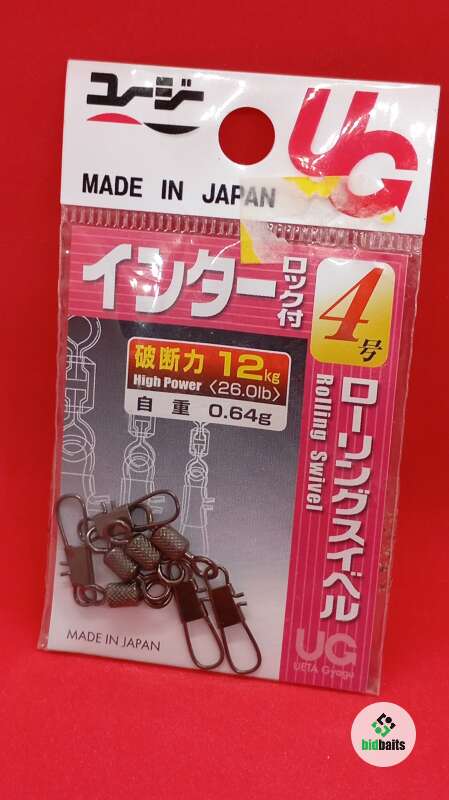 ユージー
UG
MADE IN JAPAN
インター
ロック付
4号
破断力 12kg
High Power 〈26.0lb〉
自重 0.64g
ローリングスイベル
Rolling Swivel
MADE IN JAPAN
UG
UETA Gyogu
bidbaits